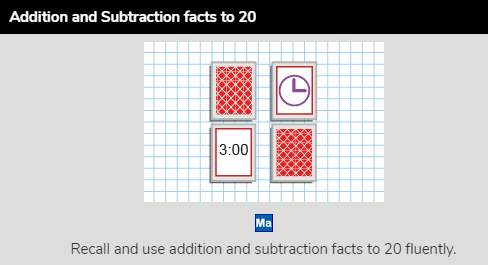 Addition and Subtraction facts to 20
3:00
Ma
Recall and use addition and subtraction facts to 20 fluently.